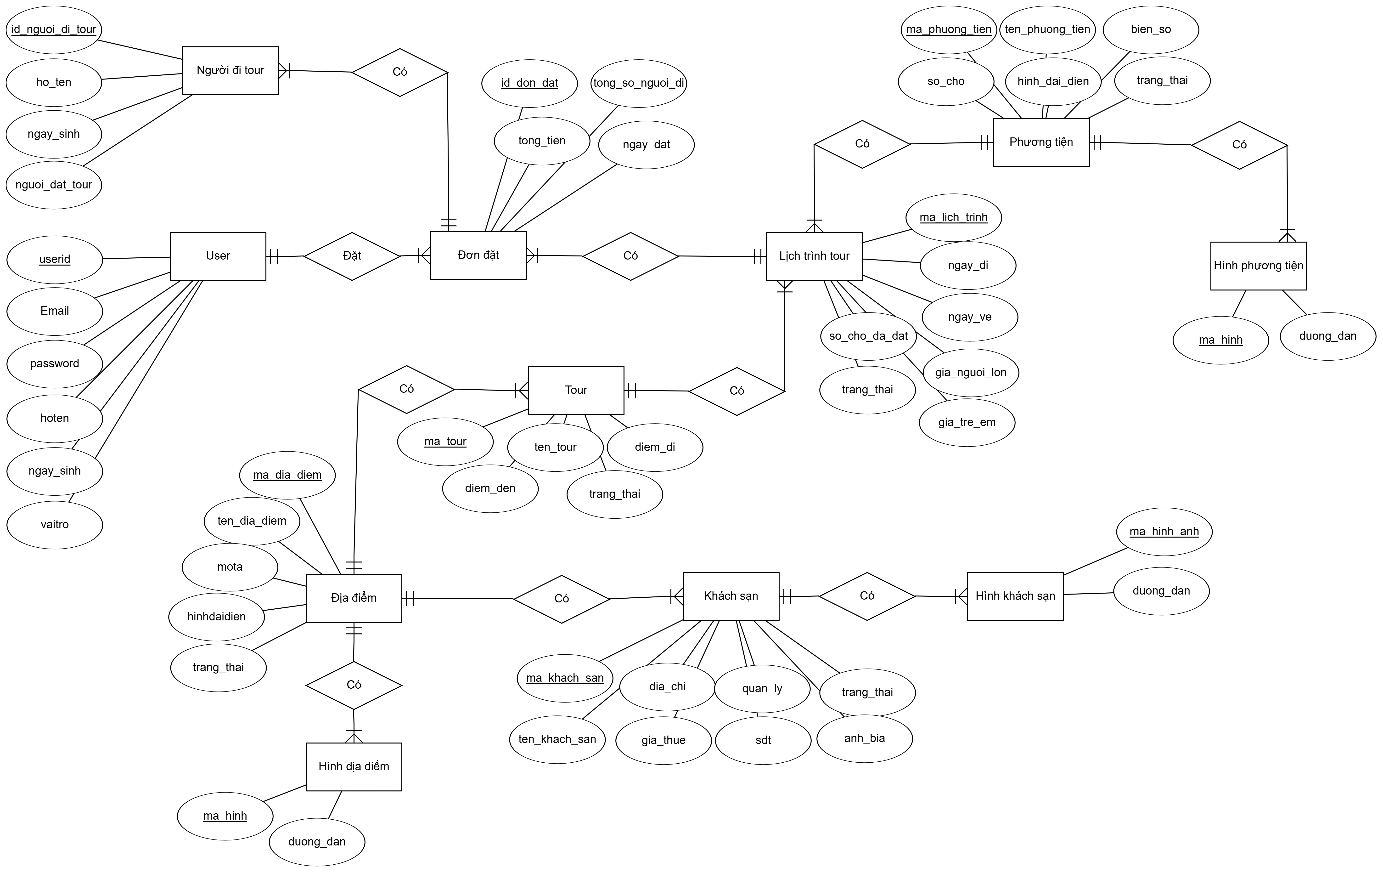 id_nguoi_di_tour
ho_ten
ngay_sinh
nguoi_dat_tour
Người đi tour
Có
id_don_dat
tong_so_nguoi_di
tong_tien
ngay_dat
ma_phuong_tien
ten_phuong_tien
bien_so
so_cho
hinh_dai_dien
trang_thai
Phương tiện
Có
Có
User
Đặt
Đơn đặt
Có
Lịch trình tour
ma_lich_trinh
ngay_di
ngay_ve
so_cho_da_dat
gia_nguoi_lon
trang_thai
gia_tre_em
Hình phương tiện
ma_hinh
duong_dan
userid
Email
password
hoten
ngay_sinh
vaitro
Có
Tour
Có
ma_tour
ten_tour
diem_di
diem_den
trang_thai
ma_dia_diem
ten_dia_diem
mota
hinhdaidien
trang_thai
Địa điểm
Có
Khách sạn
Có
Hình khách sạn
ma_hinh_anh
duong_dan
ma_khach_san
dia_chi
quan_ly
trang_thai
ten_khach_san
gia_thue
sdt
anh_bia
Có
Hình địa điểm
ma_hinh
duong_dan